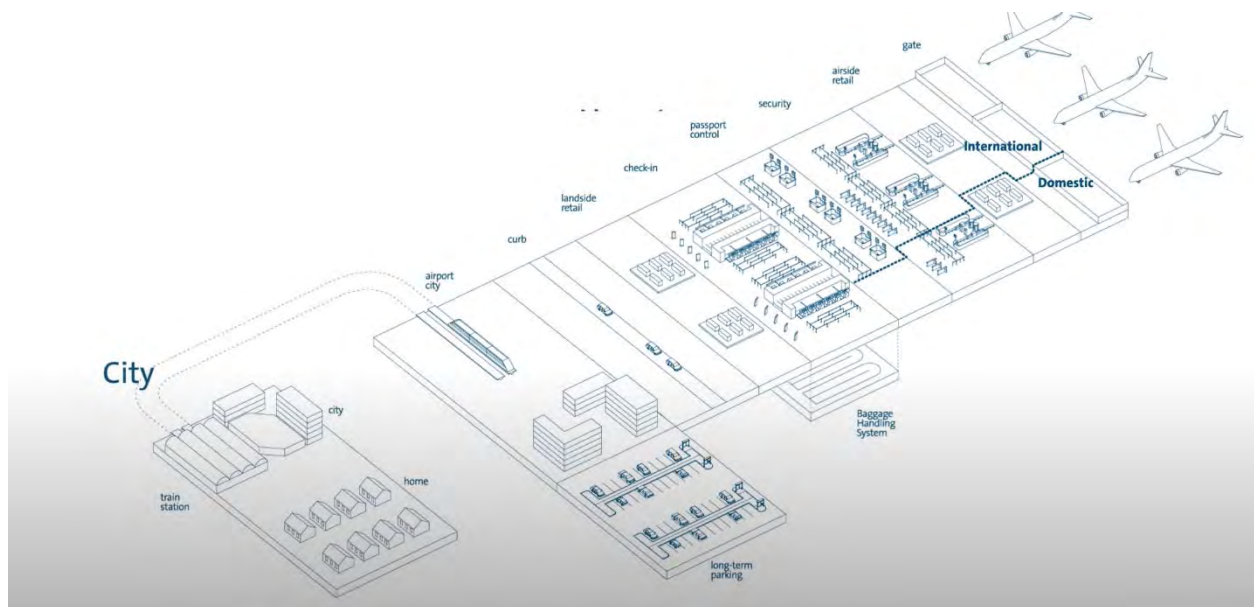 gate
airside
retail
security
passport
control
check-in
landside
retail
curb
airport
city
International
Domestic
City
city
home
train
station
Baggage
Handling
System
long-term
parking